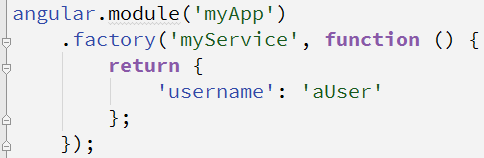 angular.module('myApp')
    .factory('myService', function () {
        return {
            'username': 'aUser'
        };
    });